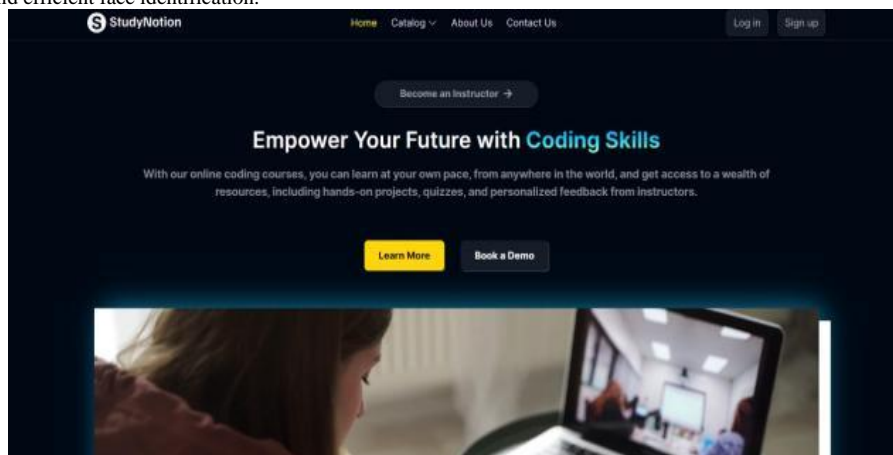 nd efficient face identification.
S StudyNotion Home Catalog About Us Contact Us Log in Sign up
Become an Instructor →
Empower Your Future with Coding Skills
With our online coding courses, you can learn at your own pace, from anywhere in the world, and get access to a wealth of
resources, including hands-on projects, quizzes, and personalized feedback from instructors.
Learn More Book a Demo